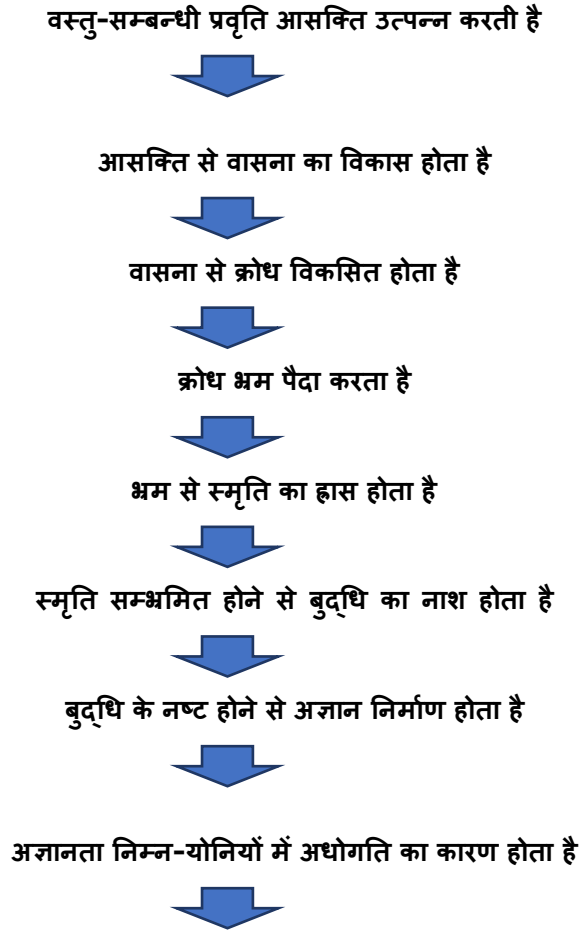 वस्तु-सम्बन्धी प्रवृति आसक्ति उत्पन्न करती है
आसक्ति से वासना का विकास होता है
वासना से क्रोध विकसित होता है
क्रोध भ्रम पैदा करता है
भ्रम से स्मृति का ह्रास होता है
स्मृति सम्भ्रमित होने से बुद्धि का नाश होता है
बुद्धि के नष्ट होने से अज्ञान निर्माण होता है
अज्ञानता निम्न-योनियों में अधोगति का कारण होता है